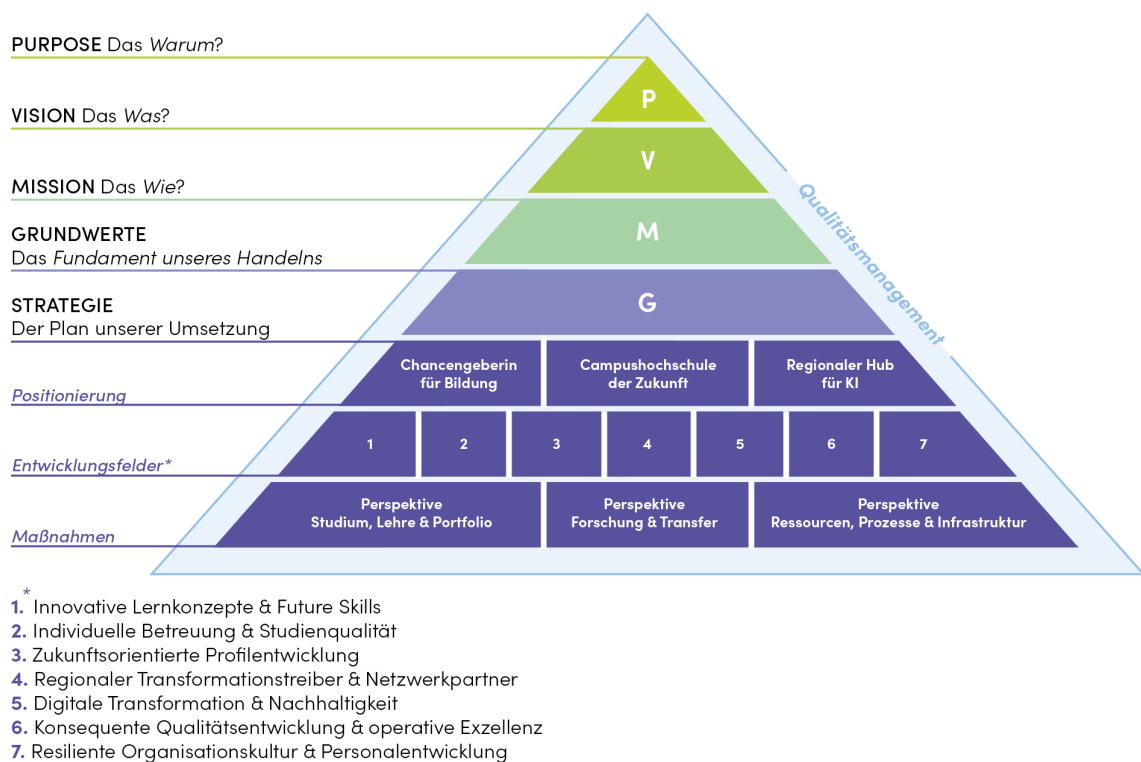 PURPOSE Das Warum?
P
VISION Das Was?
V
MISSION Das Wie?
M
GRUNDWERTE
Das Fundament unseres Handelns
G
Qualitätsmanagement
STRATEGIE
Der Plan unserer Umsetzung
Positionierung
Chancengeberin
für Bildung
Campushochschule
der Zukunft
Regionaler Hub
für KI
Entwicklungsfelder*
1 2 3 4 5 6 7
Maßnahmen
Perspektive
Studium, Lehre & Portfolio
Perspektive
Forschung & Transfer
Perspektive
Ressourcen, Prozesse & Infrastruktur
*
1. Innovative Lernkonzepte & Future Skills
2. Individuelle Betreuung & Studienqualität
3. Zukunftsorientierte Profilentwicklung
4. Regionaler Transformationstreiber & Netzwerkpartner
5. Digitale Transformation & Nachhaltigkeit
6. Konsequente Qualitätsentwicklung & operative Exzellenz
7. Resiliente Organisationskultur & Personalentwicklung